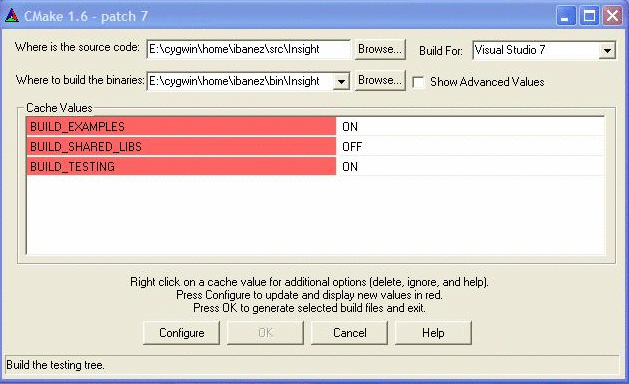 CMake 1.6 - patch 7
Where is the source code: E:\cygwin\home\ibanez\src\Insight Browse... Build For: Visual Studio 7
Where to build the binaries: E:\cygwin\home\ibanez\bin\Insight Browse... Show Advanced Values
Cache Values
BUILD_EXAMPLES ON
BUILD_SHARED_LIBS OFF
BUILD_TESTING ON
Right click on a cache value for additional options (delete, ignore, and help).
Press Configure to update and display new values in red.
Press OK to generate selected build files and exit.
Configure OK Cancel Help
Build the testing tree.